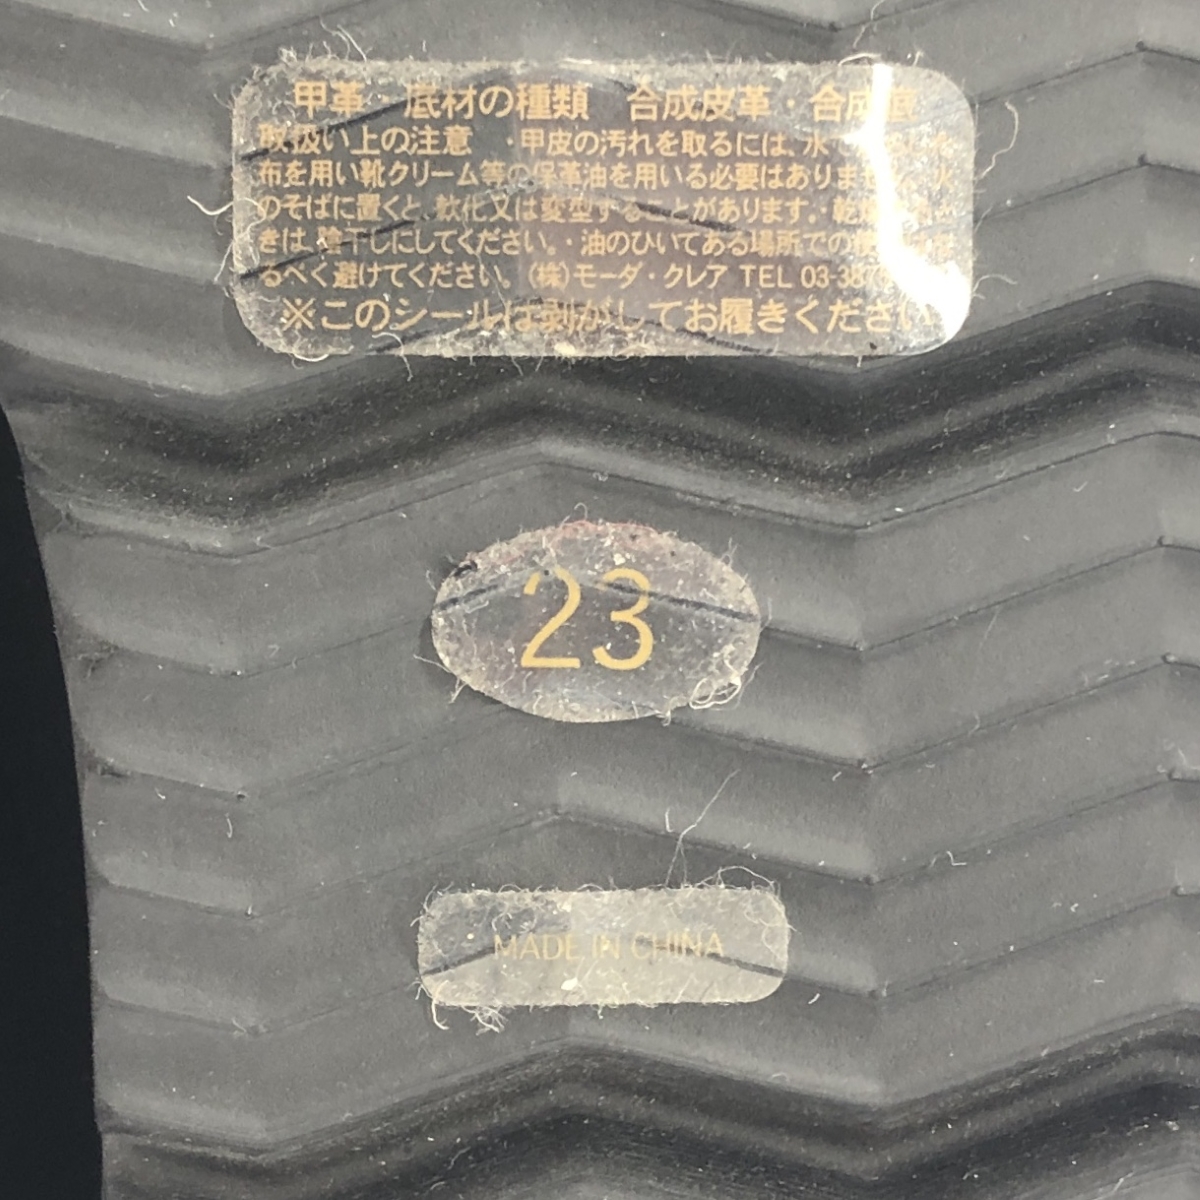 甲革・底材の種類　合成皮革・合成底
取扱い上の注意　・甲皮の汚れを取るには、水
布を用い靴クリーム等の保革油を用いる必要はありません。火
のそばに置くと、軟化又は変型することがあります。・乾燥
きは、陰干しにしてください。・油のひいてある場所での使用
るべく避けてください。(株)モーダ・クレア TEL 03-387
※このシールは剥がしてお履きください
23
MADE IN CHINA